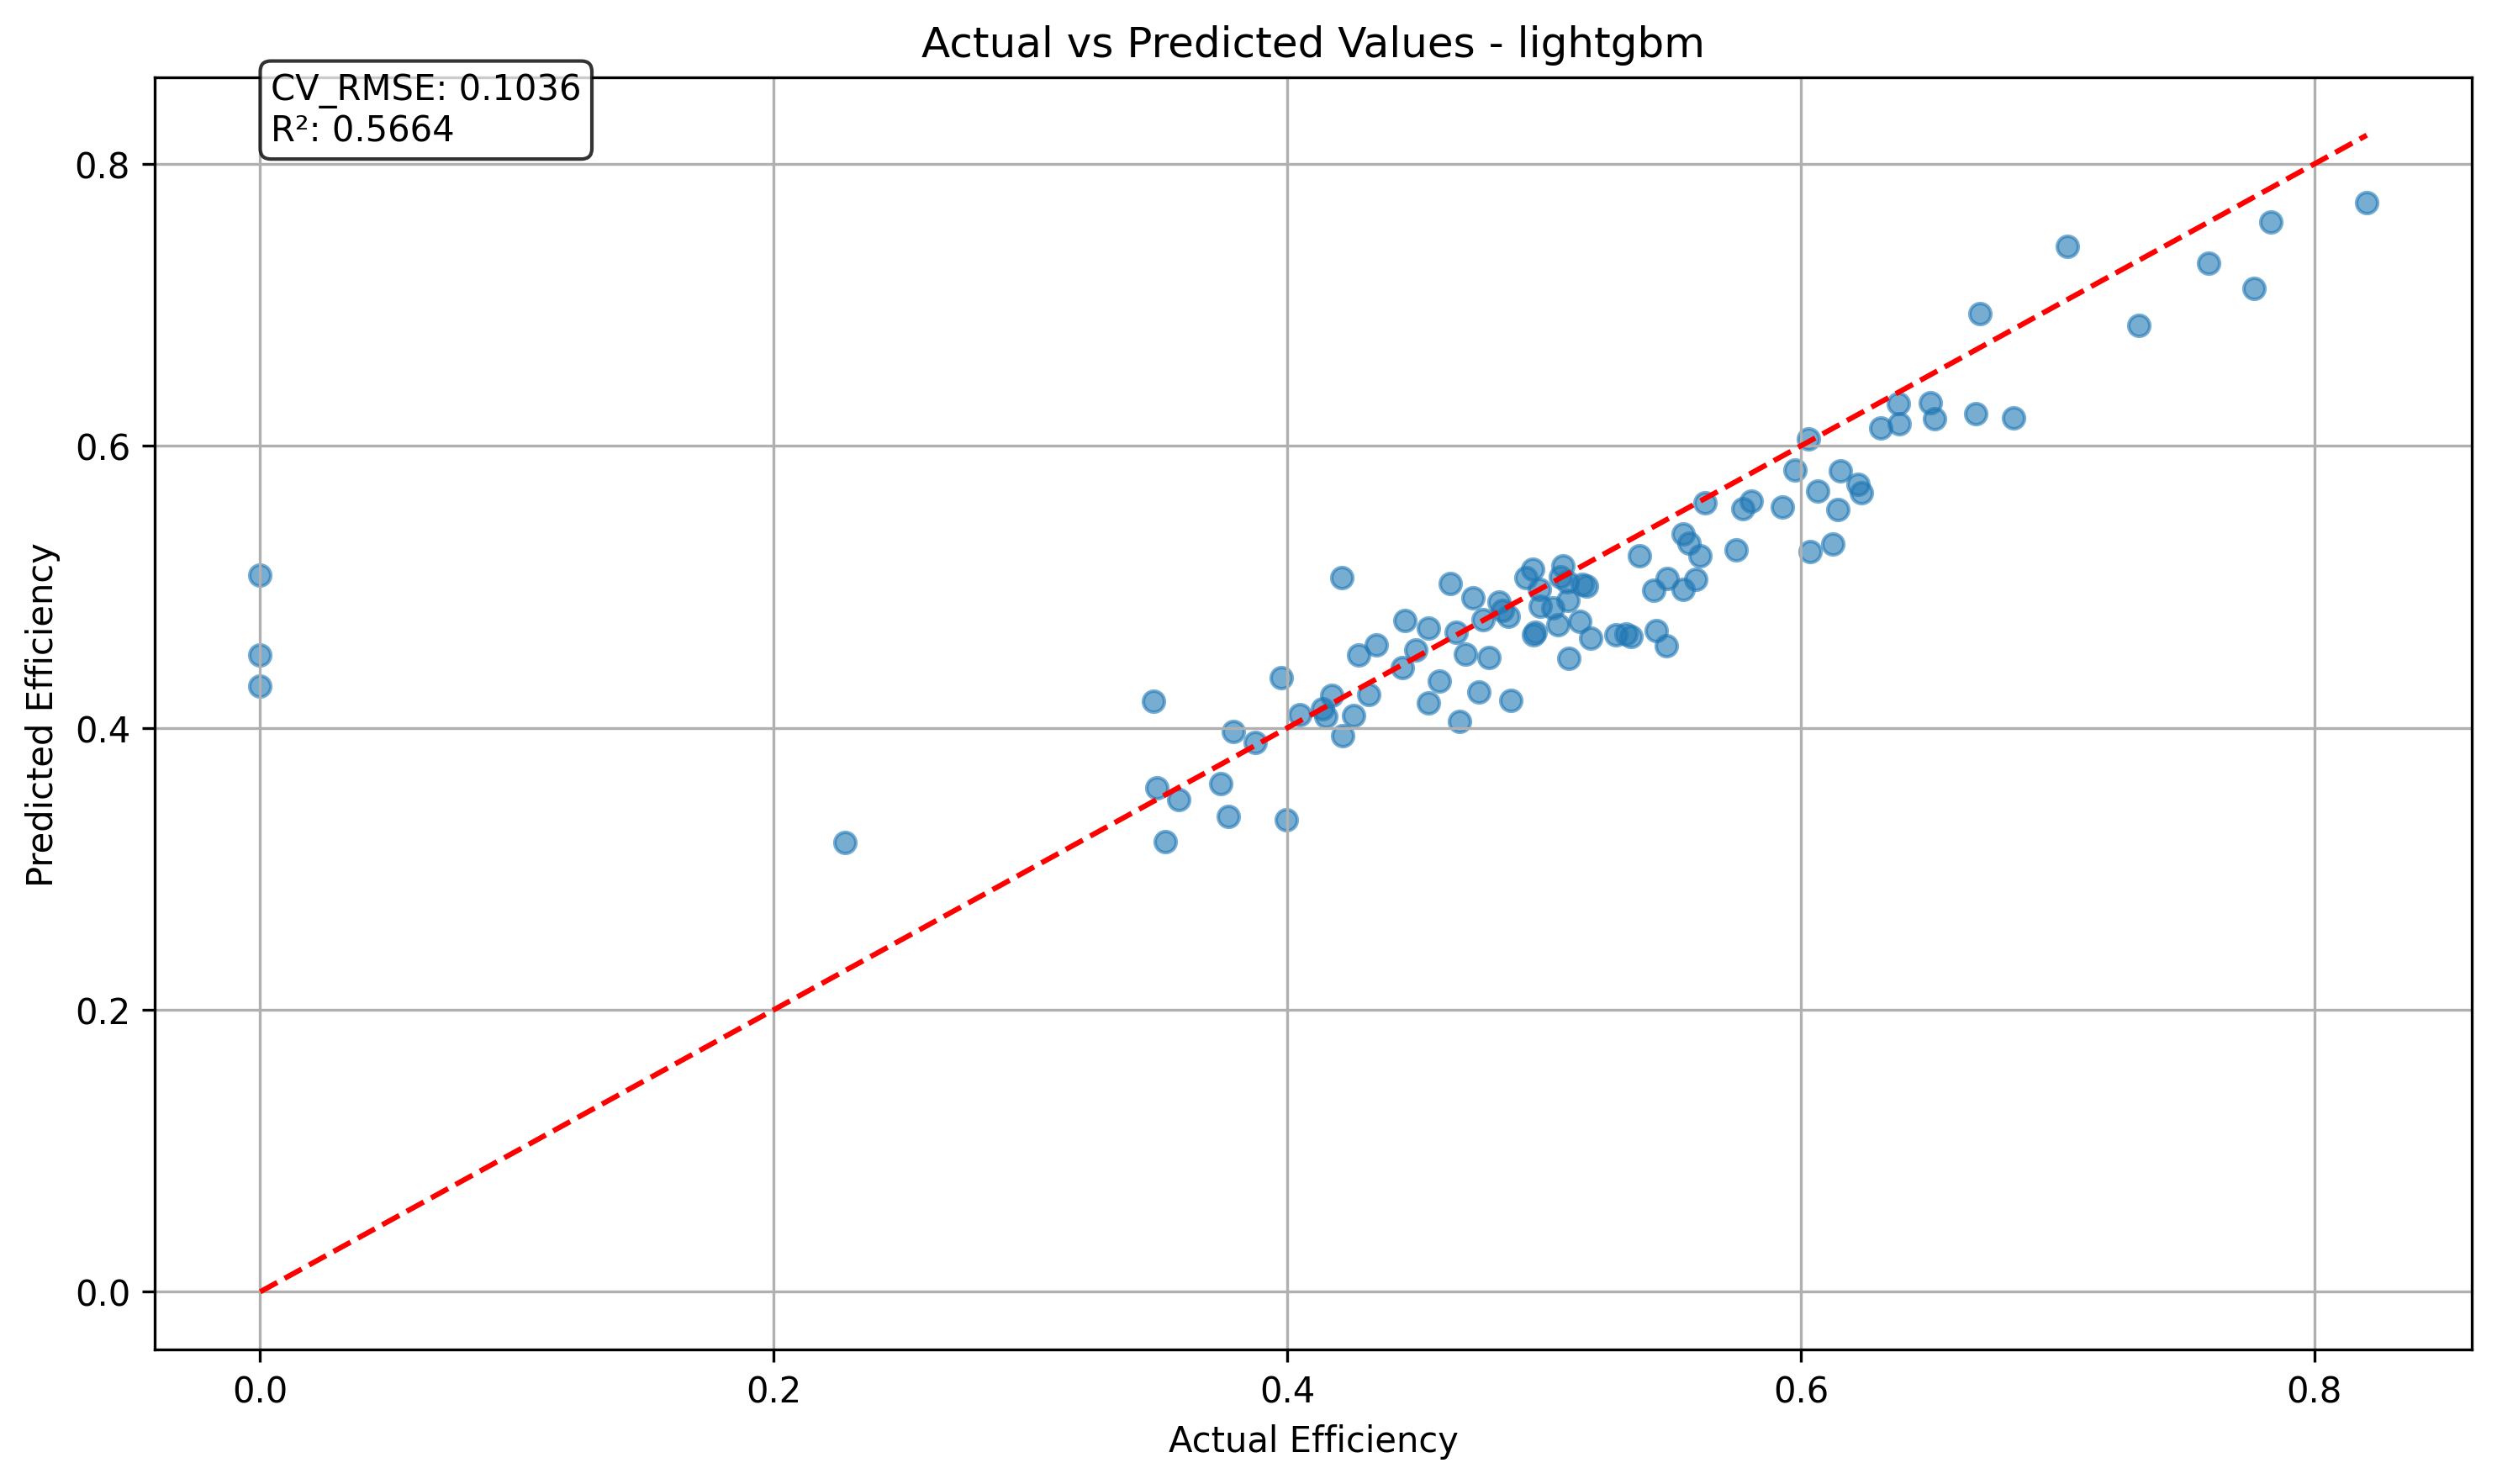 Actual vs Predicted Values - lightgbm
CV_RMSE: 0.1036
R²: 0.5664
0.8
0.6
0.4
0.2
0.0
Predicted Efficiency
0.0 0.2 0.4 0.6 0.8
Actual Efficiency